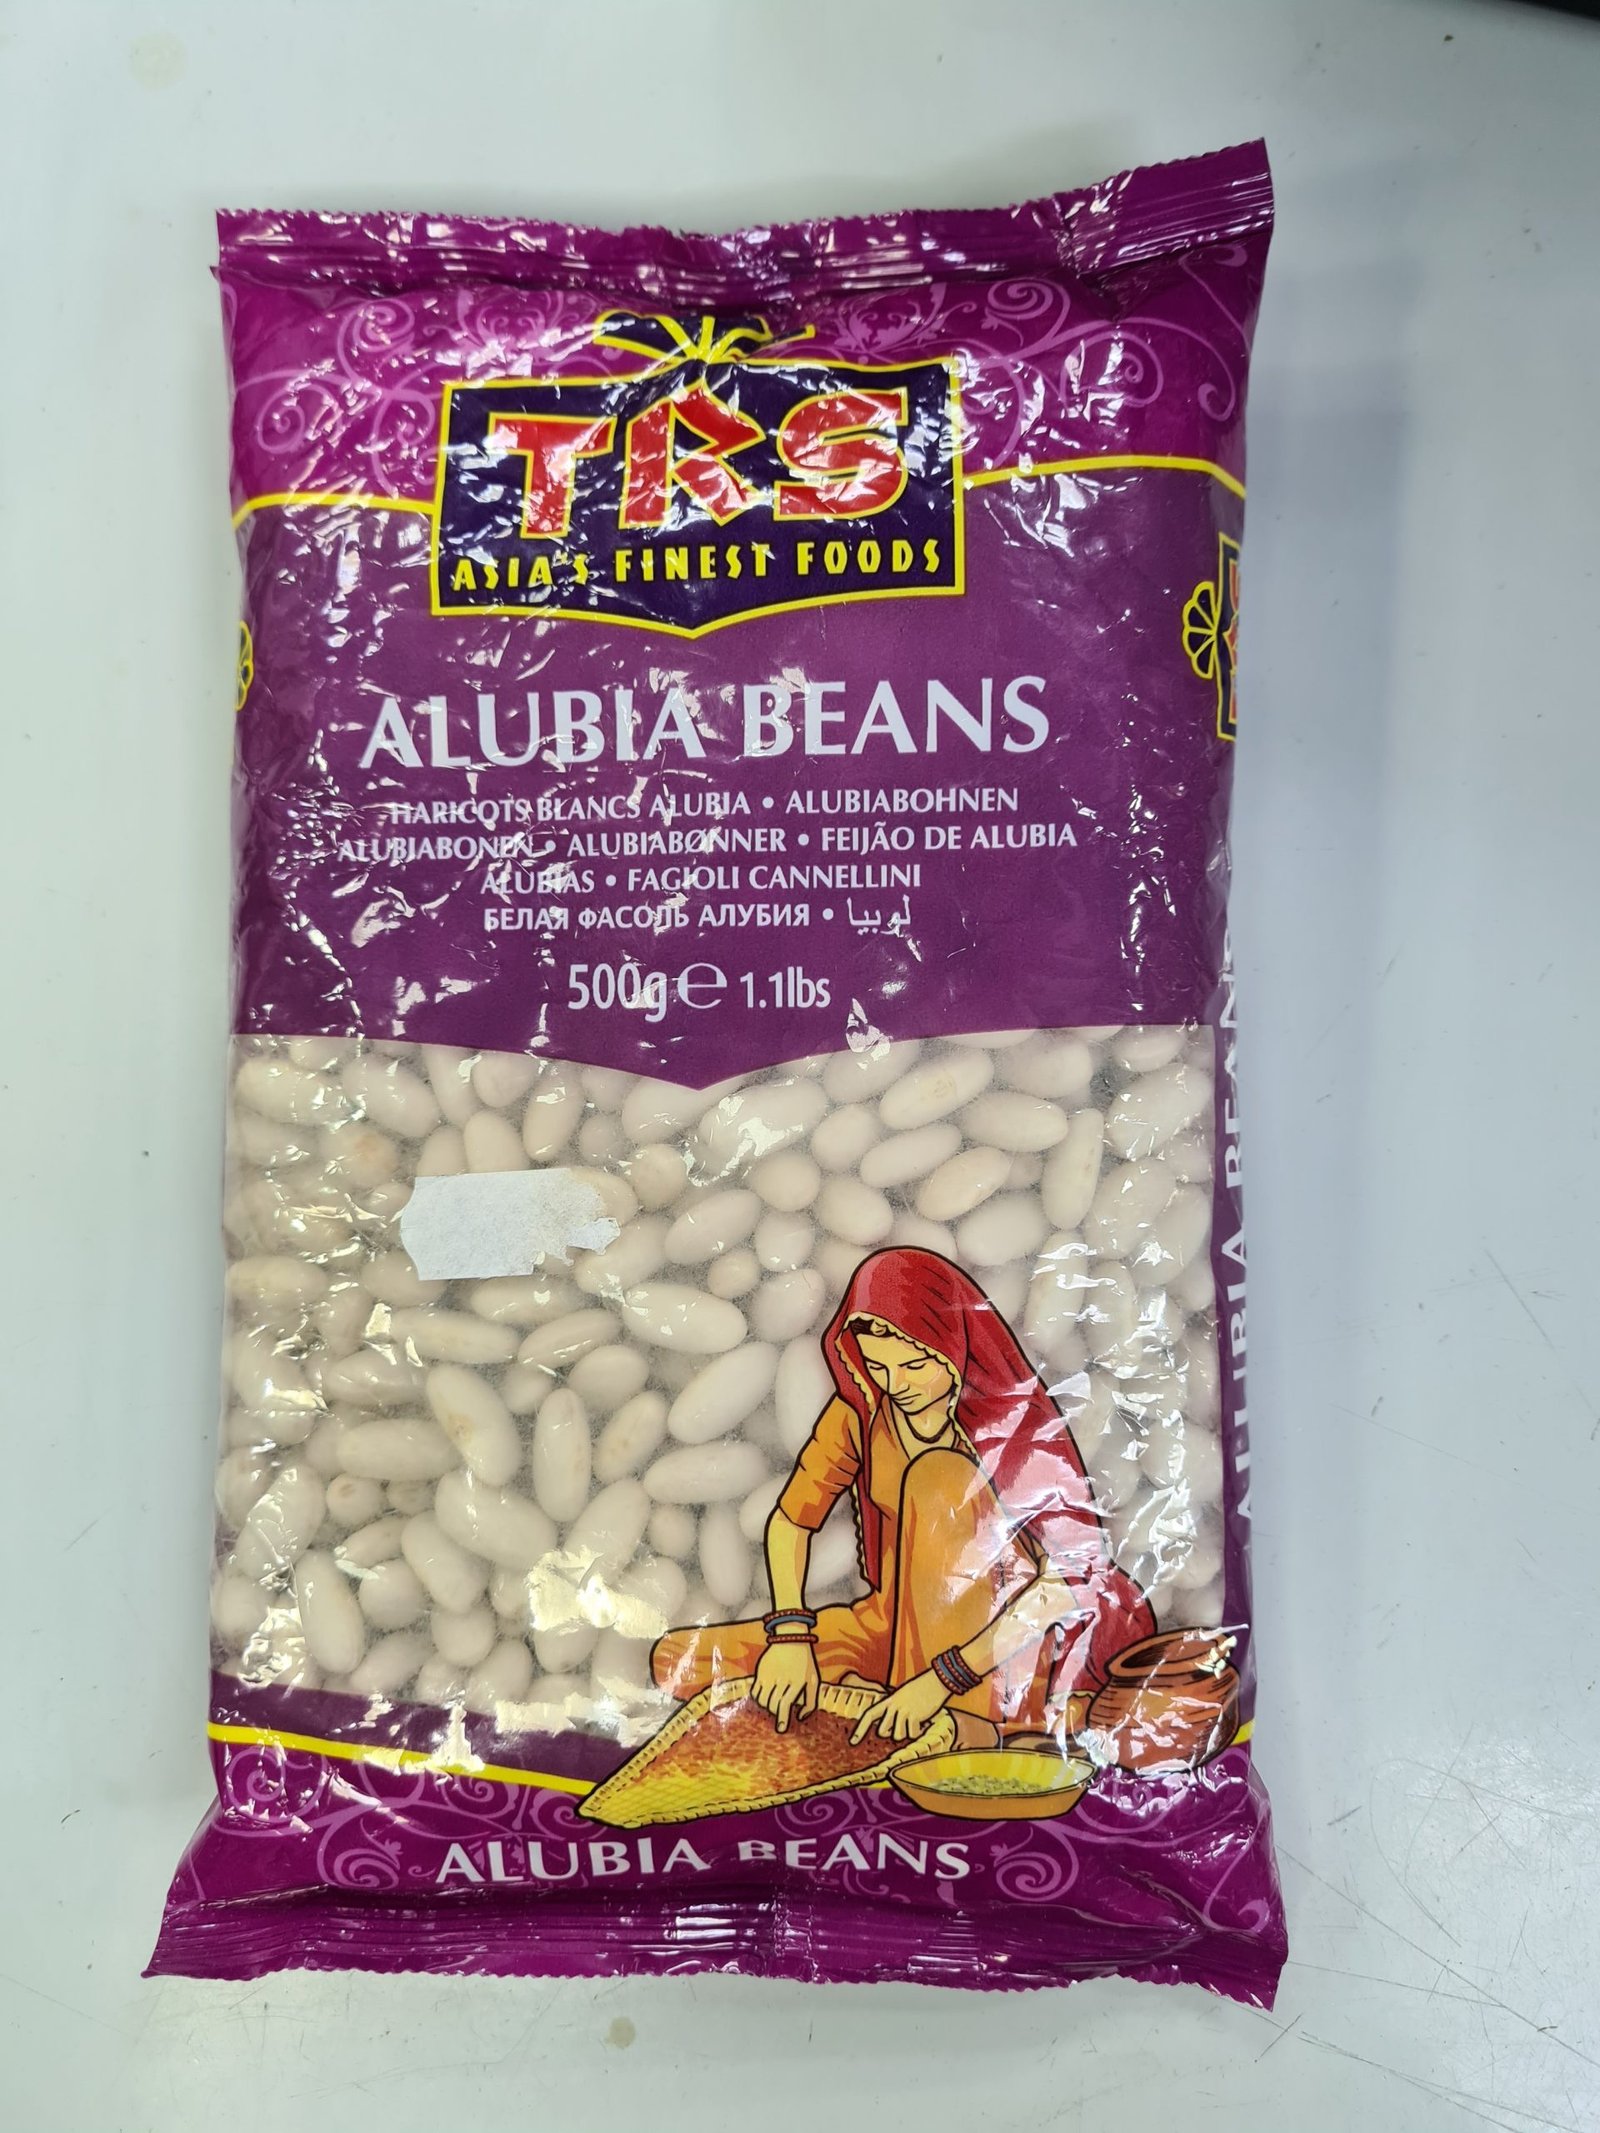 TRS
ASIA'S FINEST FOODS
ALUBIA BEANS
HARICOTS BLANCS ALUBIA • ALUBIABOHNEN
ALUBIABONEN • ALUBIABØNNER • FEIJÃO DE ALUBIA
ALUBIAS • FAGIOLI CANNELLINI
БЕЛАЯ ФАСОЛЬ АЛУБИЯ • لوبيا
500g ℮ 1.1lbs
ALUBIA BEANS
ALUBIA BEANS